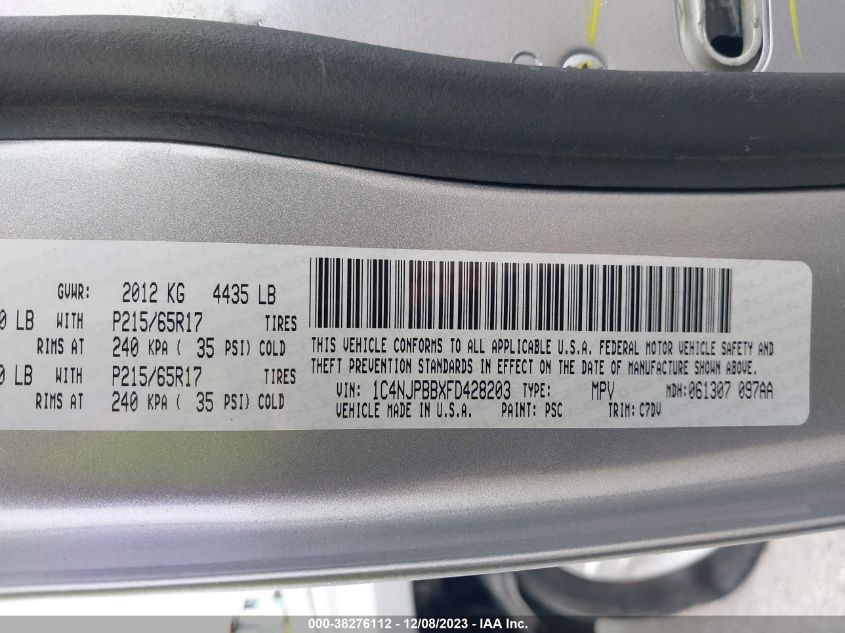 GVWR: 2012 KG 4435 LB
0 LB WITH P215/65R17 TIRES
RIMS AT 240 KPA ( 35 PSI) COLD
0 LB WITH P215/65R17 TIRES
RIMS AT 240 KPA ( 35 PSI) COLD
THIS VEHICLE CONFORMS TO ALL APPLICABLE U.S.A. FEDERAL MOTOR VEHICLE SAFETY AND
THEFT PREVENTION STANDARDS IN EFFECT ON THE DATE OF MANUFACTURE SHOWN ABOVE.
VIN: 1C4NJPBBXFD428203 TYPE: MPV MDH: 061307 097AA
VEHICLE MADE IN U.S.A. PAINT: PSC TRIM: C7DV
000-38276112 - 12/08/2023 - IAA Inc.